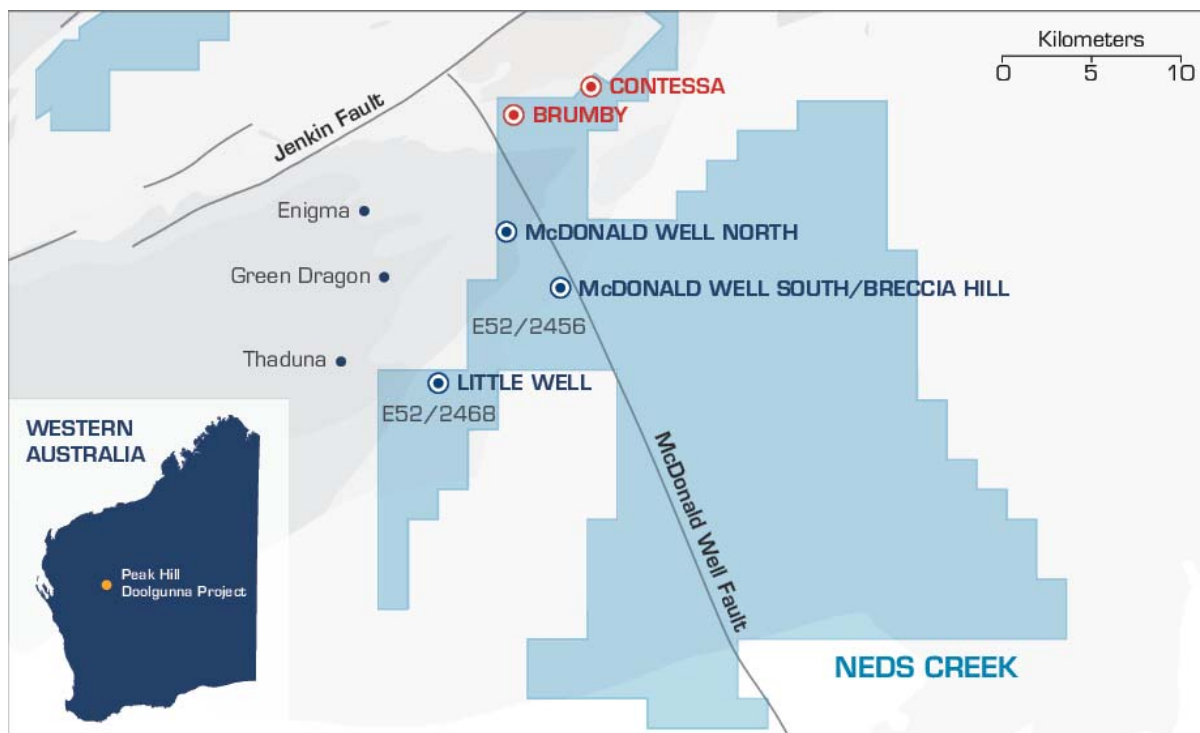 Kilometers
0 5 10
CONTESSA
BRUMBY
Jenkin Fault
Enigma
McDONALD WELL NORTH
Green Dragon
McDONALD WELL SOUTH/BRECCIA HILL
E52/2456
Thaduna
LITTLE WELL
E52/2468
McDonald Well Fault
WESTERN
AUSTRALIA
Peak Hill
Doolgunna Project
NEDS CREEK